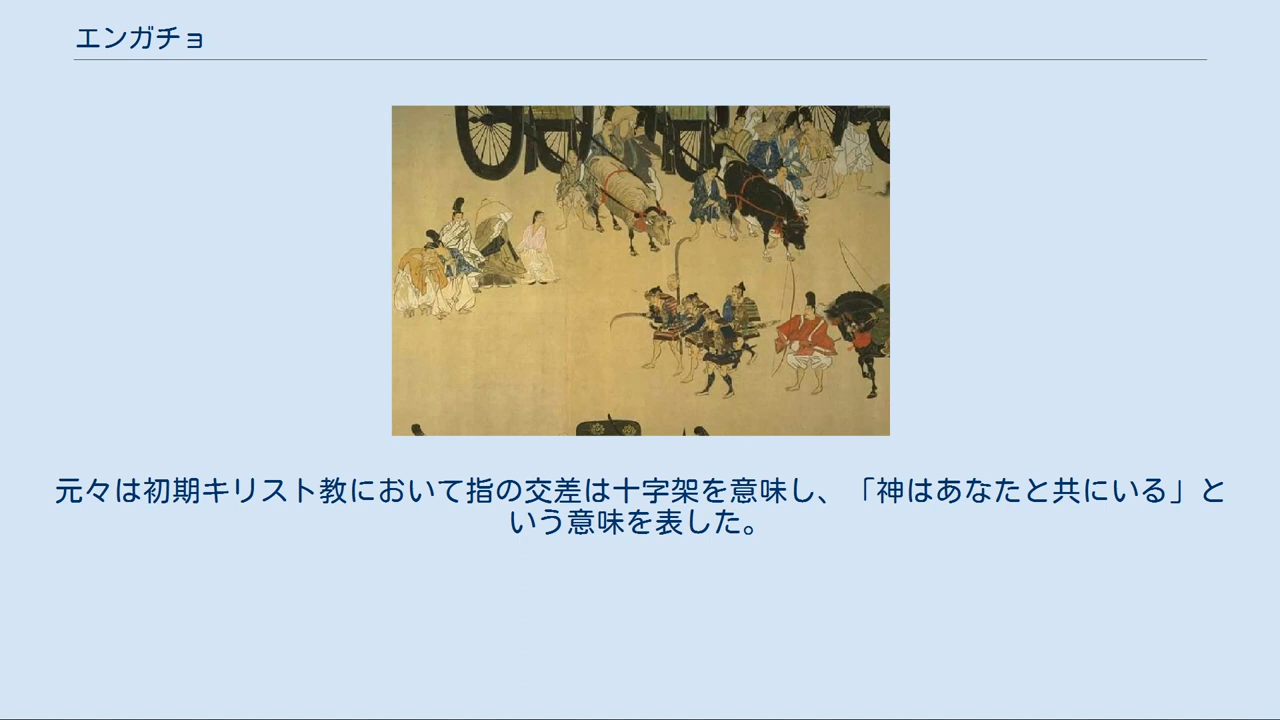 エンガチョ
元々は初期キリスト教において指の交差は十字架を意味し、「神はあなたと共にいる」と
いう意味を表した。